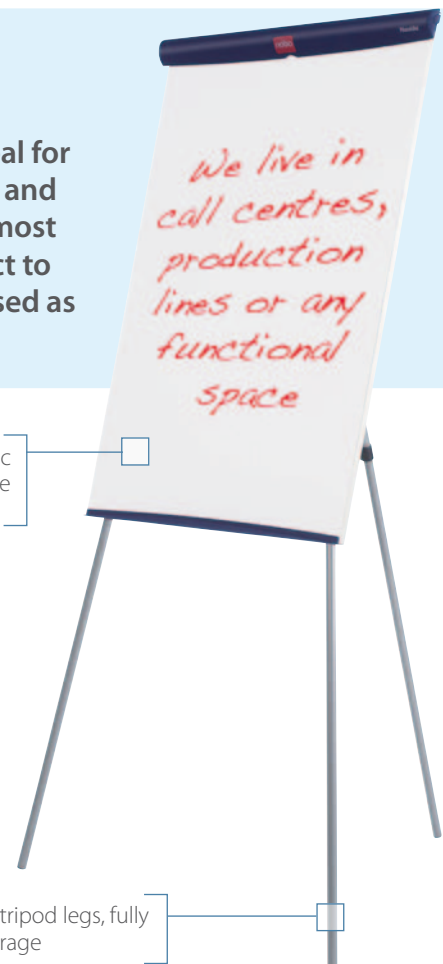 al for
and
most
ct to
sed as
We live in
call centres,
production
lines or any
functional
space
c
e
tripod legs, fully
rage